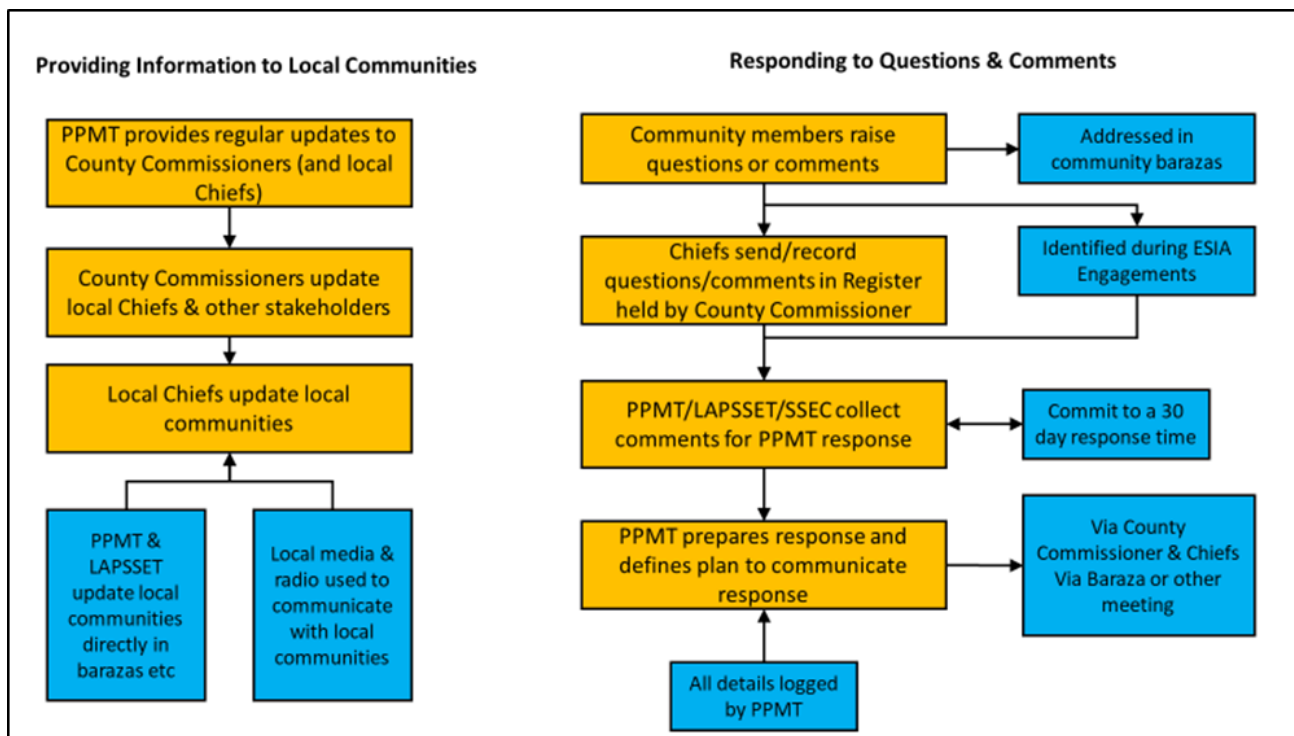 Providing Information to Local Communities
PPMT provides regular updates to
County Commissioners (and local
Chiefs)
County Commissioners update
local Chiefs & other stakeholders
Local Chiefs update local
communities
PPMT &
LAPSSET
update local
communities
directly in
barazas etc
Local media &
radio used to
communicate
with local
communities
Responding to Questions & Comments
Community members raise
questions or comments
Addressed in
community barazas
Chiefs send/record
questions/comments in Register
held by County Commissioner
Identified during ESIA
Engagements
PPMT/LAPSSET/SSEC collect
comments for PPMT response
Commit to a 30
day response time
PPMT prepares response and
defines plan to communicate
response
Via County
Commissioner & Chiefs
Via Baraza or other
meeting
All details logged
by PPMT